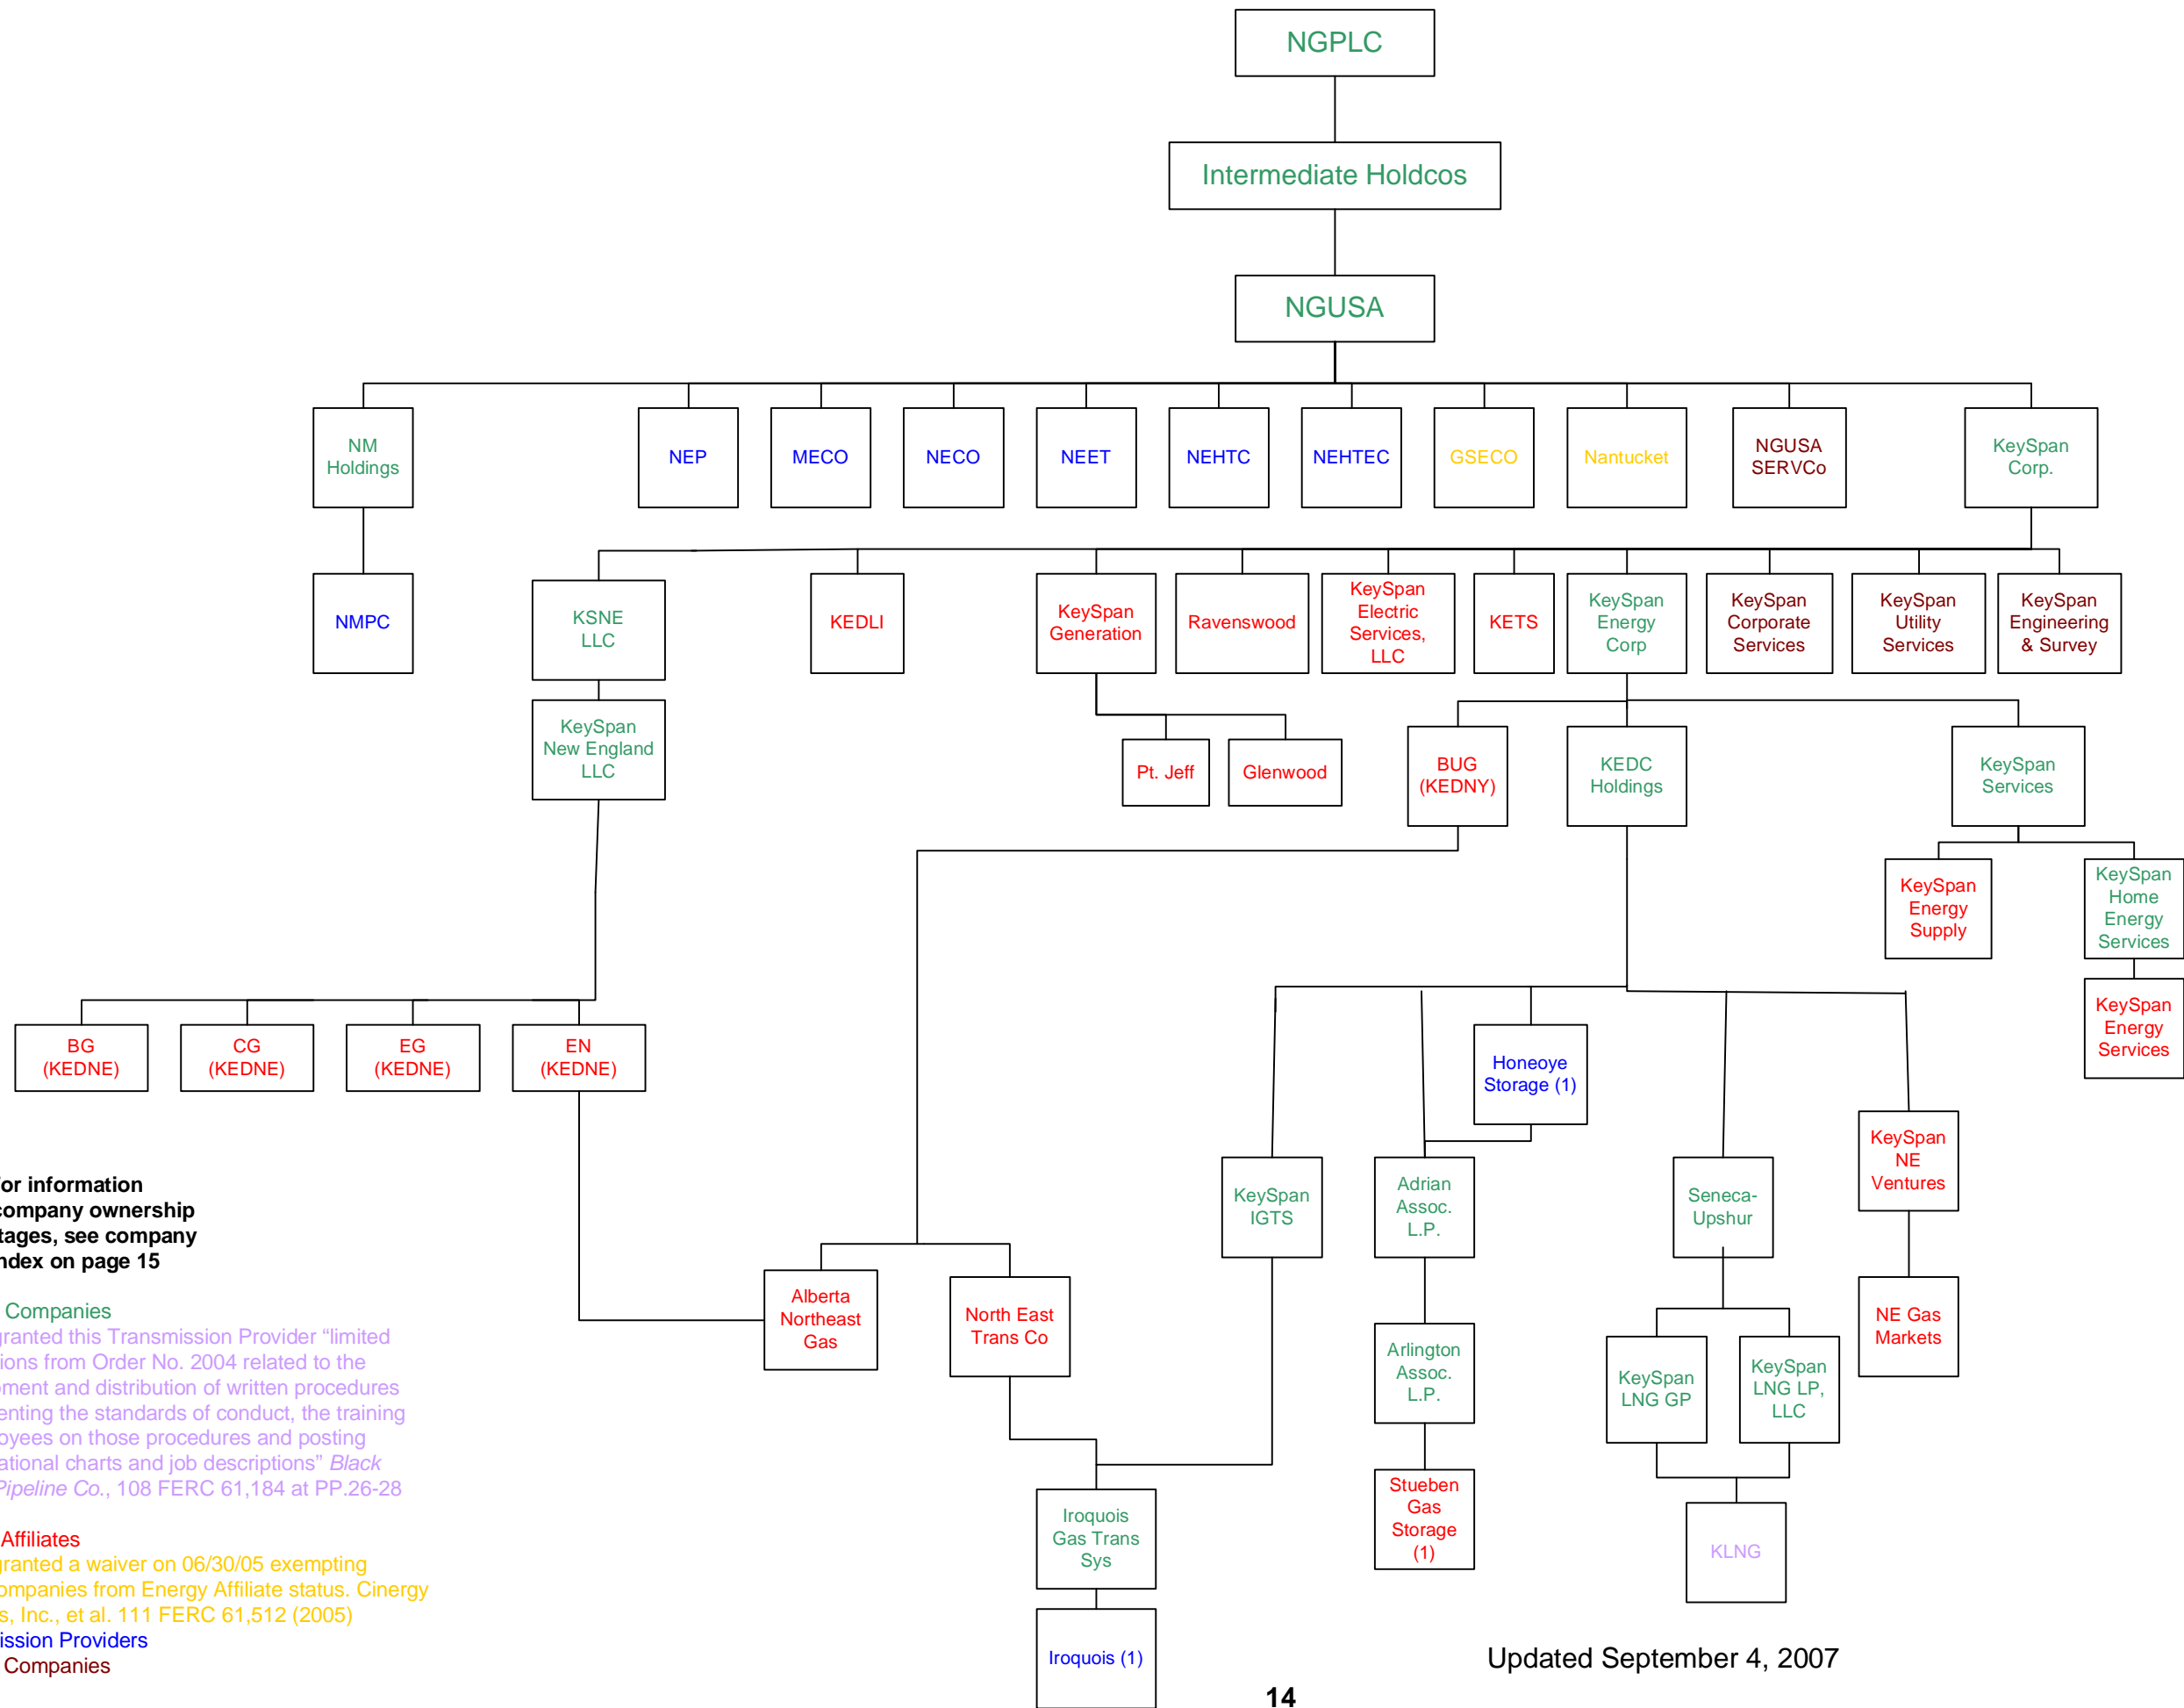 NGPLC
Intermediate Holdcos
NGUSA
NM
Holdings
NEP
MECO
NECO
NEET
NEHTC
NEHTEC
GSECO
Nantucket
NGUSA
SERVCo
KeySpan
Corp.
NMPC
KSNE
LLC
KEDLI
KeySpan
Generation
Ravenswood
KeySpan
Electric
Services,
LLC
KETS
KeySpan
Energy
Corp
KeySpan
Corporate
Services
KeySpan
Utility
Services
KeySpan
Engineering
& Survey
KeySpan
New England
LLC
Pt. Jeff
Glenwood
BUG
(KEDNY)
KEDC
Holdings
KeySpan
Services
KeySpan
Energy
Supply
KeySpan
Home
Energy
Services
KeySpan
Energy
Services
BG
(KEDNE)
CG
(KEDNE)
EG
(KEDNE)
EN
(KEDNE)
Honeoye
Storage (1)
KeySpan
IGTS
Adrian
Assoc.
L.P.
Seneca-
Upshur
KeySpan
NE
Ventures
Alberta
Northeast
Gas
North East
Trans Co
Arlington
Assoc.
L.P.
KeySpan
LNG GP
KeySpan
LNG LP,
LLC
NE Gas
Markets
Iroquois
Gas Trans
Sys
Stueben
Gas
Storage
(1)
KLNG
Iroquois (1)
or information
company ownership
tages, see company
ndex on page 15
Companies
granted this Transmission Provider “limited
tions from Order No. 2004 related to the
pment and distribution of written procedures
enting the standards of conduct, the training
oyees on those procedures and posting
ational charts and job descriptions” Black
Pipeline Co., 108 FERC 61,184 at PP.26-28
Affiliates
granted a waiver on 06/30/05 exempting
ompanies from Energy Affiliate status. Cinergy
s, Inc., et al. 111 FERC 61,512 (2005)
ission Providers
Companies
Updated September 4, 2007
14